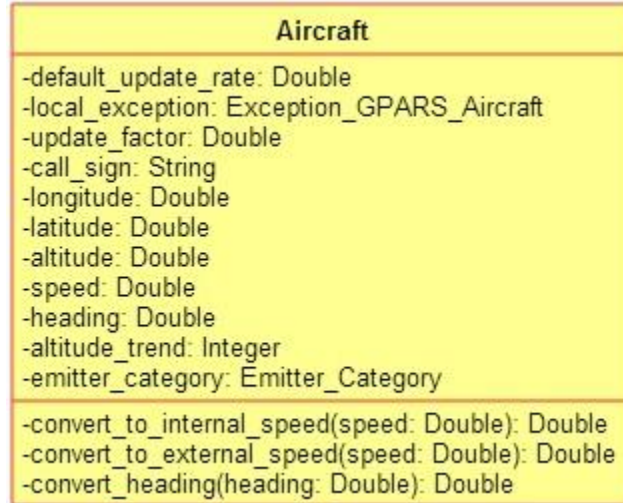 Aircraft
-default_update_rate: Double
-local_exception: Exception_GPARS_Aircraft
-update_factor: Double
-call_sign: String
-longitude: Double
-latitude: Double
-altitude: Double
-speed: Double
-heading: Double
-altitude_trend: Integer
-emitter_category: Emitter_Category
-convert_to_internal_speed(speed: Double): Double
-convert_to_external_speed(speed: Double): Double
-convert_heading(heading: Double): Double